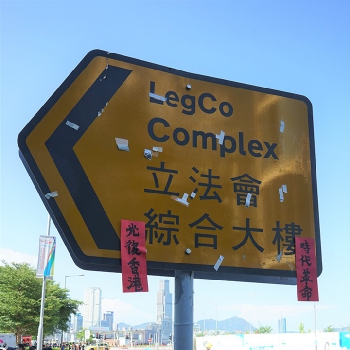 LegCo
Complex
立法會
綜合大樓
光復香港
時代革命